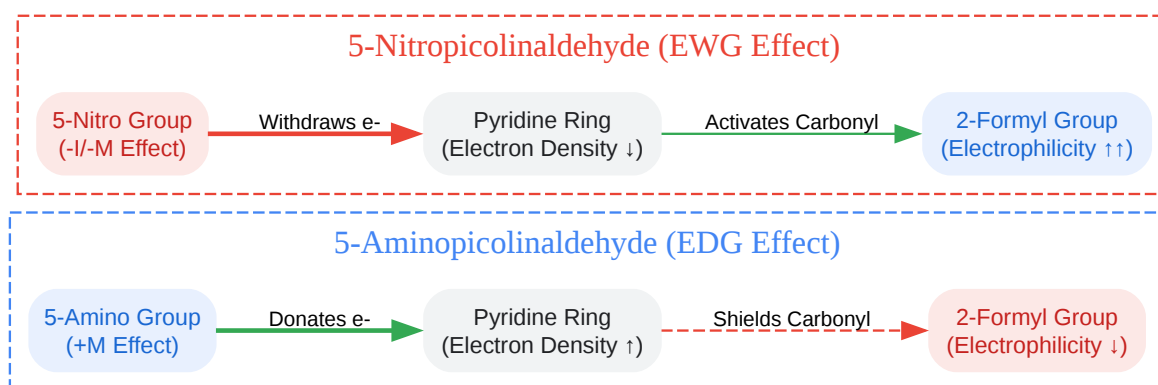 5-Nitropicolinaldehyde (EWG Effect)
5-Nitro Group
(-I/-M Effect)
Withdraws e-
Pyridine Ring
(Electron Density ↓)
Activates Carbonyl
2-Formyl Group
(Electrophilicity ↑↑)
5-Aminopicolinaldehyde (EDG Effect)
5-Amino Group
(+M Effect)
Donates e-
Pyridine Ring
(Electron Density ↑)
Shields Carbonyl
2-Formyl Group
(Electrophilicity ↓)